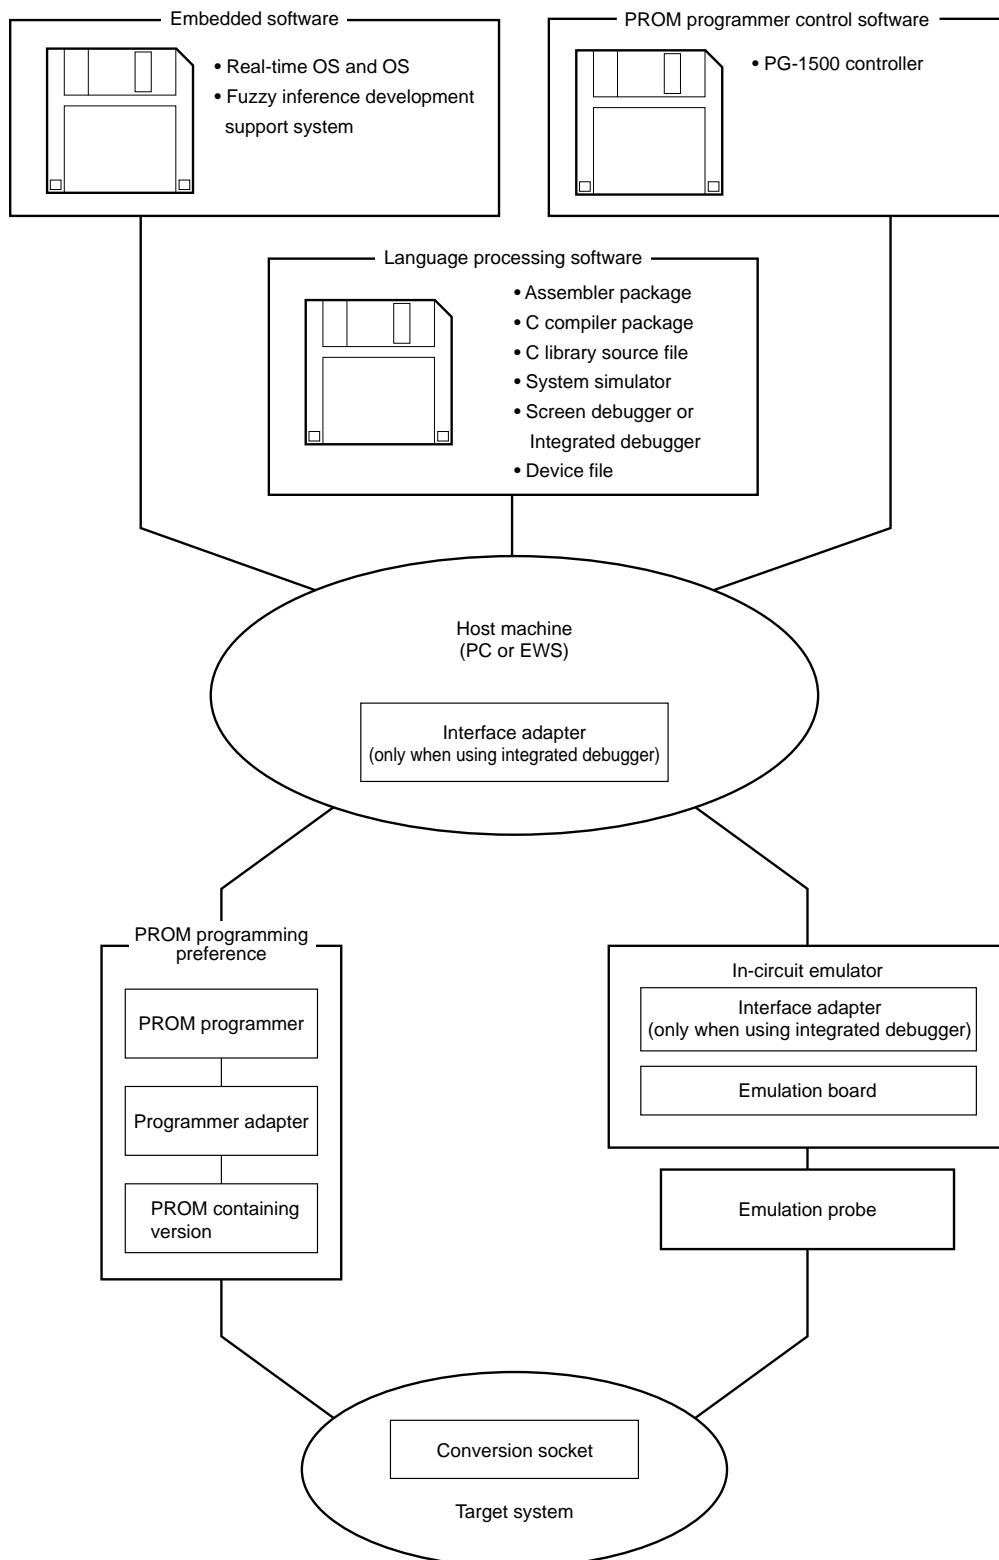 Embedded software
• Real-time OS and OS
• Fuzzy inference development
support system
PROM programmer control software
• PG-1500 controller
Language processing software
• Assembler package
• C compiler package
• C library source file
• System simulator
• Screen debugger or
Integrated debugger
• Device file
Host machine
(PC or EWS)
Interface adapter
(only when using integrated debugger)
PROM programming
preference
PROM programmer
Programmer adapter
PROM containing
version
In-circuit emulator
Interface adapter
(only when using integrated debugger)
Emulation board
Emulation probe
Conversion socket
Target system